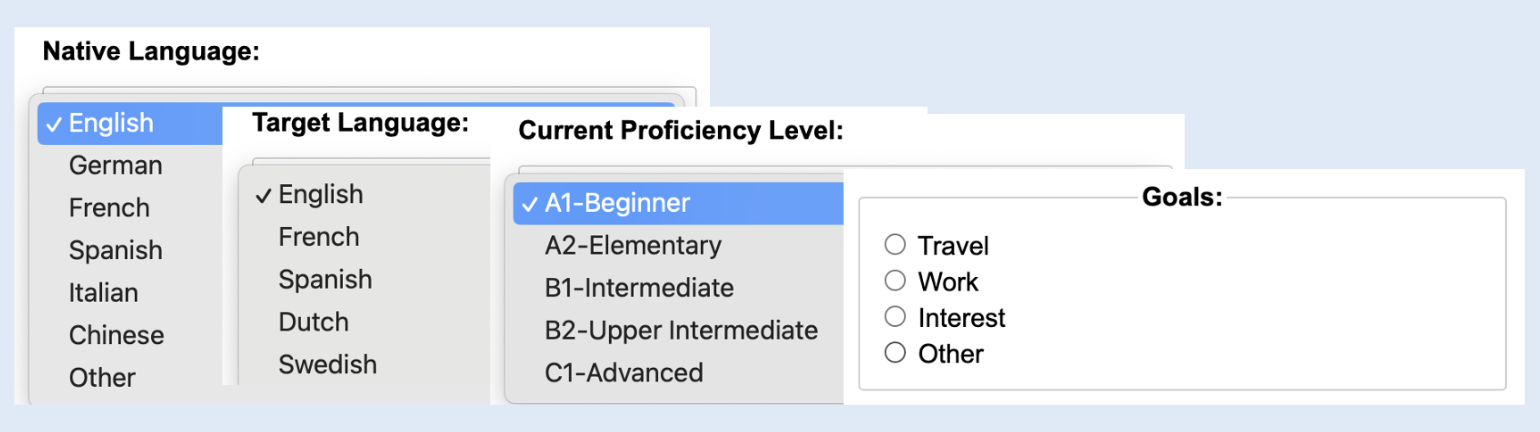 Native Language:
✓ English
German
French
Spanish
Italian
Chinese
Other
Target Language:
✓ English
French
Spanish
Dutch
Swedish
Current Proficiency Level:
✓ A1-Beginner
A2-Elementary
B1-Intermediate
B2-Upper Intermediate
C1-Advanced
Goals:
Travel
Work
Interest
Other